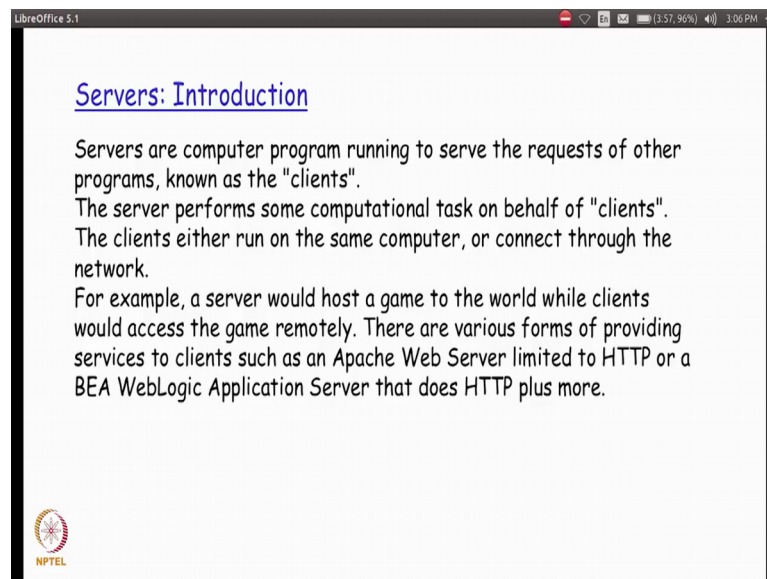 LibreOffice 5.1
En (3:57, 96%) 3:06 PM
Servers: Introduction
Servers are computer program running to serve the requests of other
programs, known as the "clients".
The server performs some computational task on behalf of "clients".
The clients either run on the same computer, or connect through the
network.
For example, a server would host a game to the world while clients
would access the game remotely. There are various forms of providing
services to clients such as an Apache Web Server limited to HTTP or a
BEA WebLogic Application Server that does HTTP plus more.
NPTEL